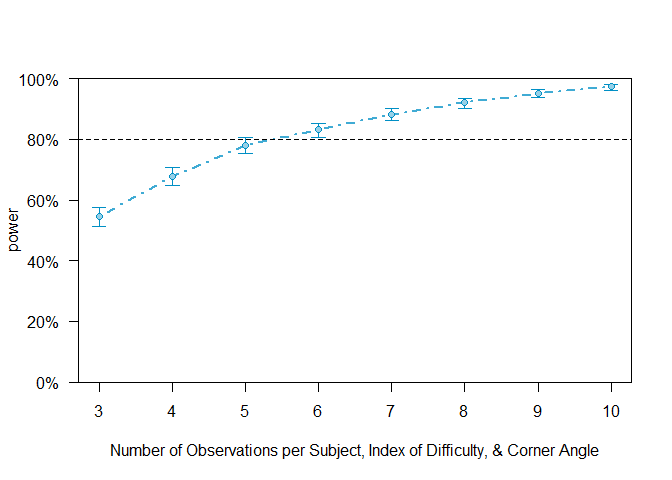 100%
80%
60%
40%
20%
0%
power
3 4 5 6 7 8 9 10
Number of Observations per Subject, Index of Difficulty, & Corner Angle